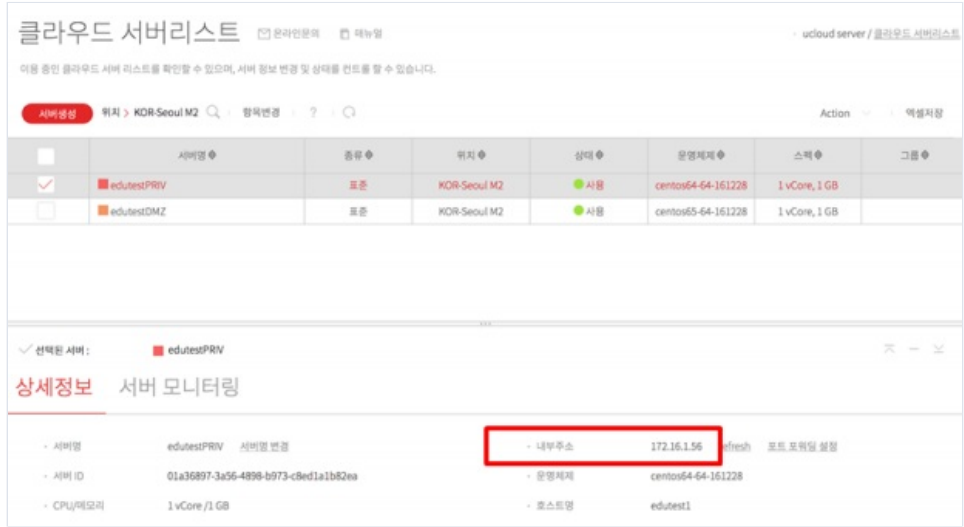 클라우드 서버리스트 온라인문의 매뉴얼 ucloud server / 클라우드 서버리스트
이용 중인 클라우드 서버 리스트를 확인할 수 있으며, 서버 정보 변경 및 상태를 컨트롤 할 수 있습니다.
서버생성 위치 > KOR-Seoul M2 항목변경 ? Action 엑셀저장
서버명 종류 위치 상태 운영체제 스펙 그룹
edutestPRIV 표준 KOR-Seoul M2 사용 centos64-64-161228 1 vCore, 1 GB
edutestDMZ 표준 KOR-Seoul M2 사용 centos65-64-161228 1 vCore, 1 GB
선택된 서버 : edutestPRIV
상세정보 서버 모니터링
서버명 edutestPRIV 서버명 변경 내부주소 172.16.1.56 efresh 포트 포워딩 설정
서버 ID 01a36897-3a56-4898-b973-c8ed1a1b82ea 운영체제 centos64-64-161228
CPU/메모리 1 vCore /1 GB 호스트명 edutest1